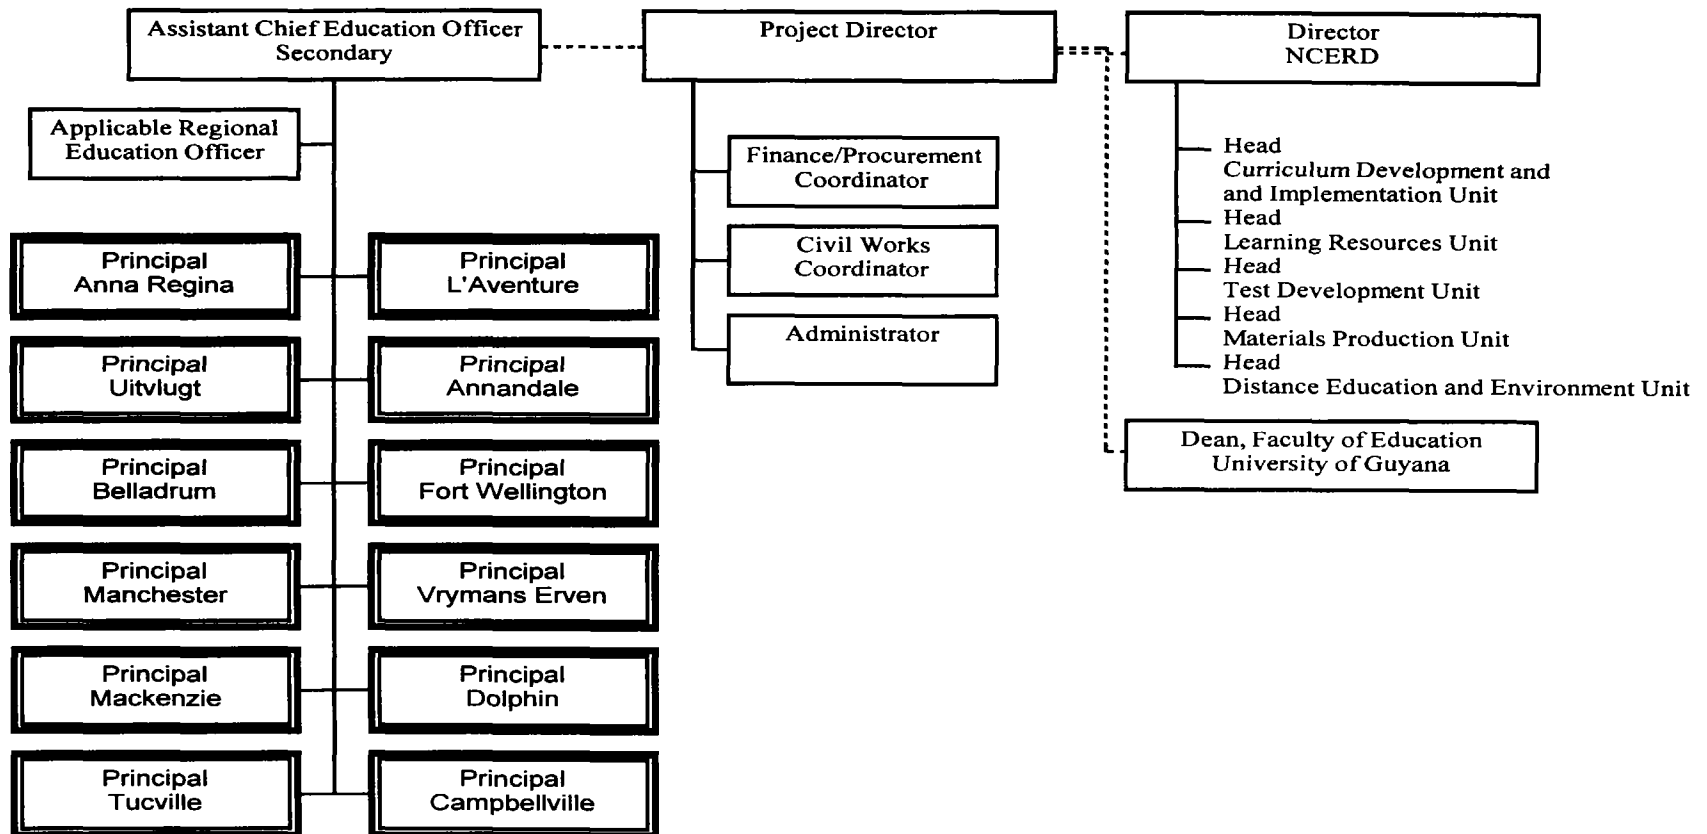 Assistant Chief Education Officer
Secondary
Project Director
Director
NCERD
Applicable Regional
Education Officer
Finance/Procurement
Coordinator
Civil Works
Coordinator
Administrator
Head
Curriculum Development and
and Implementation Unit
Head
Learning Resources Unit
Head
Test Development Unit
Head
Materials Production Unit
Head
Distance Education and Environment Unit
Dean, Faculty of Education
University of Guyana
Principal
Anna Regina
Principal
L'Aventure
Principal
Uitvlugt
Principal
Annandale
Principal
Belladrum
Principal
Fort Wellington
Principal
Manchester
Principal
Vrymans Erven
Principal
Mackenzie
Principal
Dolphin
Principal
Tucville
Principal
Campbellville